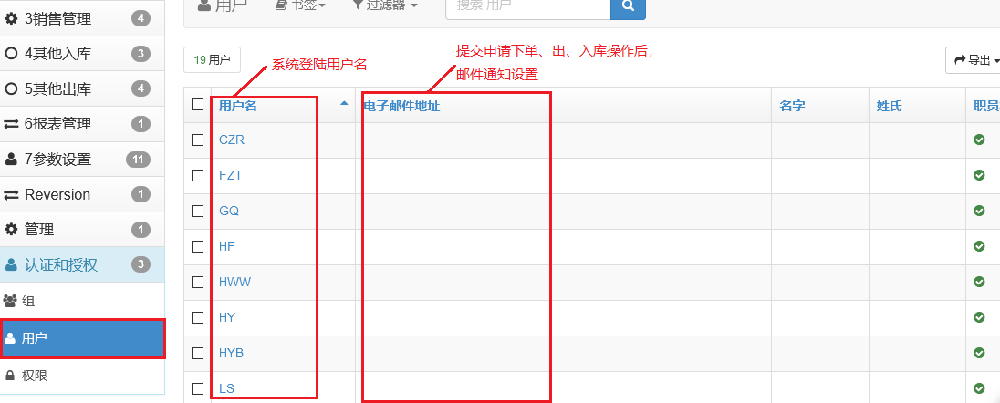 3销售管理 4
4其他入库 3
5其他出库 5
6报表管理 1
7参数设置 11
Reversion 1
管理 1
认证和授权 3
组
用户
权限
用户 书签 过滤器 搜索 用户
19 用户
系统登陆用户名
提交申请下单、出、入库操作后，
邮件通知设置
导出
用户名 电子邮件地址 名字 姓氏 职员
CZR
FZT
GQ
HF
HWW
HY
HYB
LS